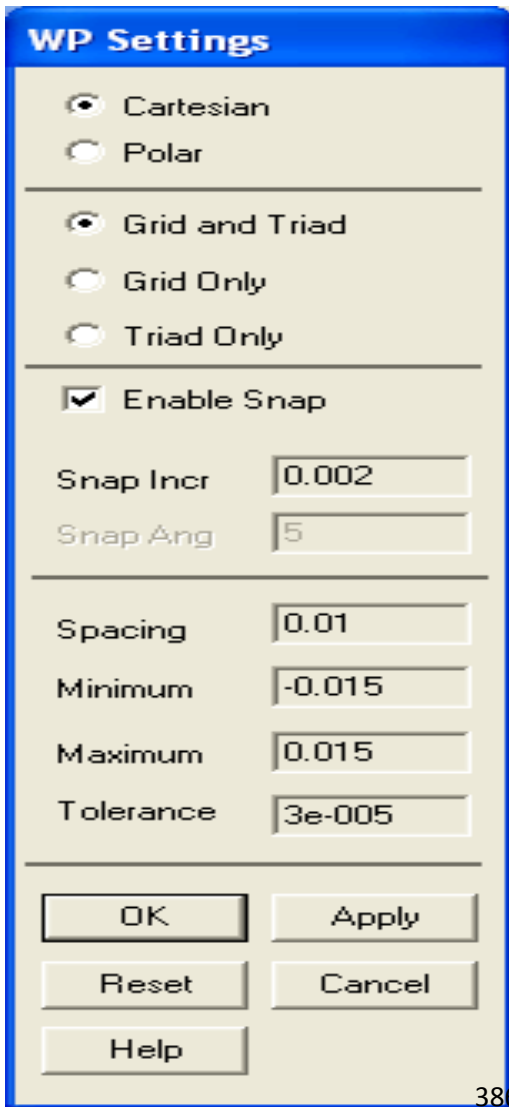 WP Settings
Cartesian
Polar
Grid and Triad
Grid Only
Triad Only
Enable Snap
Snap Incr 0.002
Snap Ang 5
Spacing 0.01
Minimum -0.015
Maximum 0.015
Tolerance 3e-005
OK Apply
Reset Cancel
Help